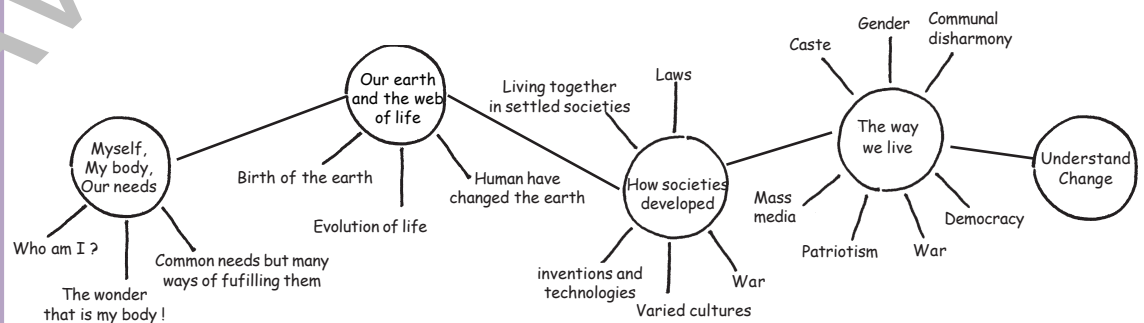 Myself,
My body,
Our needs
Who am I ?
The wonder
that is my body !
Common needs but many
ways of fufilling them
Our earth
and the web
of life
Birth of the earth
Evolution of life
Human have
changed the earth
How societies
developed
Living together
in settled societies
Laws
inventions and
technologies
Varied cultures
War
The way
we live
Caste
Gender
Communal
disharmony
Mass
media
Patriotism
War
Democracy
Understand
Change